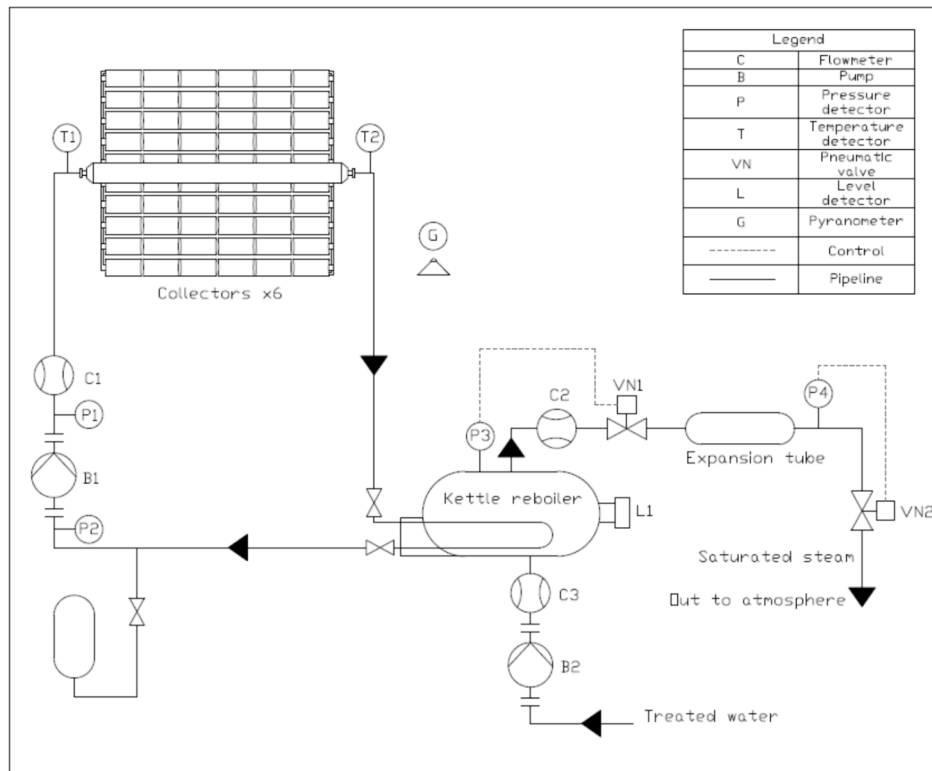 Legend
C Flowmeter
B Pump
P Pressure
detector
T Temperature
detector
VN Pneumatic
valve
L Level
detector
G Pyranometer
Control
Pipeline
T1
T2
G
Collectors x6
C1
P1
B1
P2
P3
C2
VN1
P4
Expansion tube
Kettle reboiler
L1
VN2
Saturated steam
Out to atmosphere
C3
B2
Treated water